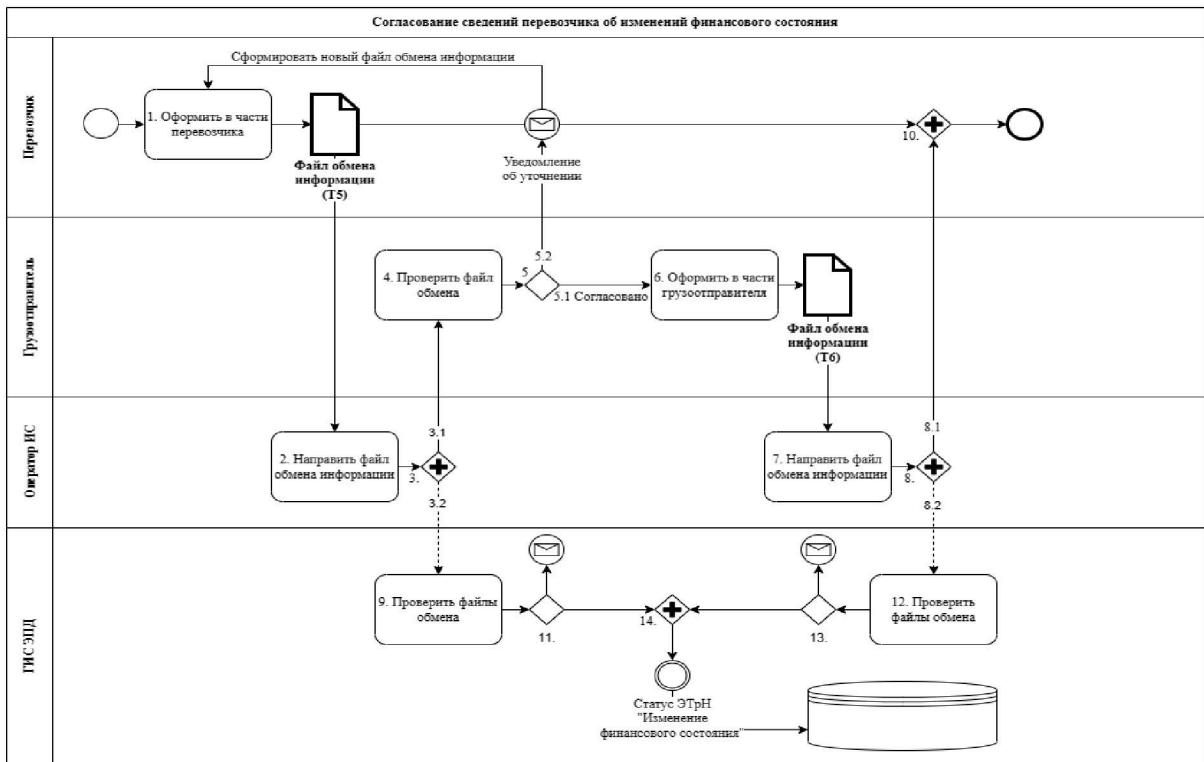 Согласование сведений перевозчика об изменений финансового состояния
Перевозчик
Сформировать новый файл обмена информации
1. Оформить в части
перевозчика
Файл обмена
информации
(Т5)
Уведомление
об уточнении
10.
Грузоотправитель
4. Проверить файл
обмена
5
5.2
5.1 Согласовано
6. Оформить в части
грузоотправителя
Файл обмена
информации
(Т6)
Оператор ИС
2. Направить файл
обмена информации
3.
3.1
3.2
7. Направить файл
обмена информации
8.
8.1
8.2
ГИС ЭПД
9. Проверить файлы
обмена
11.
14.
13.
12. Проверить
файлы обмена
Статус ЭТрН
"Изменение
финансового состояния"